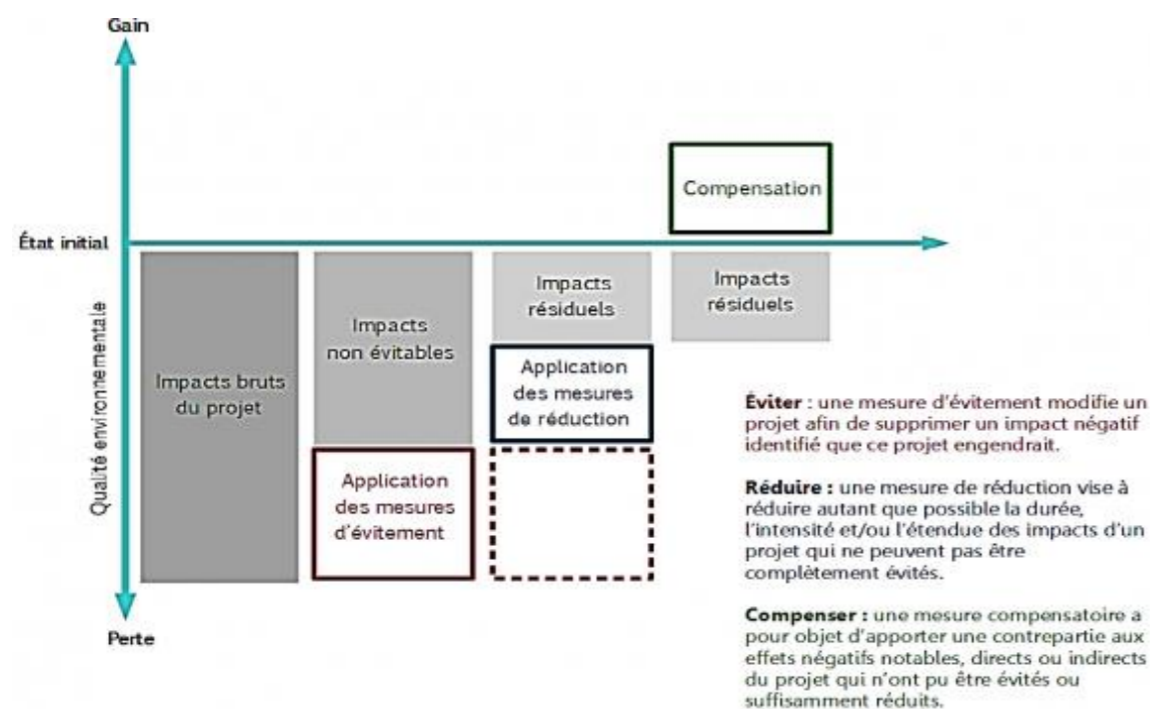 Gain
Compensation
État initial
Qualité environnementale
Impacts bruts
du projet
Impacts
non évitables
Application
des mesures
d'évitement
Impacts
résiduels
Application
des mesures
de réduction
Impacts
résiduels
Perte
Éviter : une mesure d'évitement modifie un
projet afin de supprimer un impact négatif
identifié que ce projet engendrait.
Réduire : une mesure de réduction vise à
réduire autant que possible la durée,
l'intensité et/ou l'étendue des impacts d'un
projet qui ne peuvent pas être
complètement évités.
Compenser : une mesure compensatoire a
pour objet d'apporter une contrepartie aux
effets négatifs notables, directs ou indirects
du projet qui n'ont pu être évités ou
suffisamment réduits.